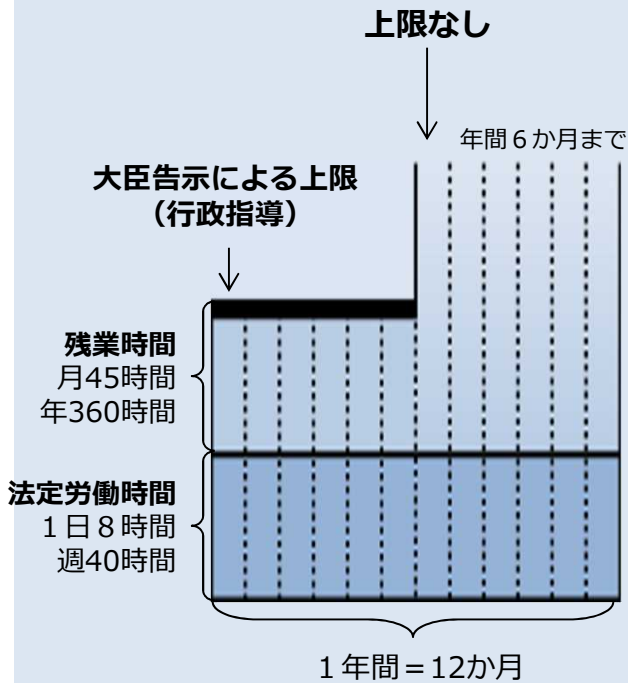 上限なし
年間６か月まで
大臣告示による上限
（行政指導）
残業時間
月45時間
年360時間
法定労働時間
１日８時間
週40時間
１年間＝12か月